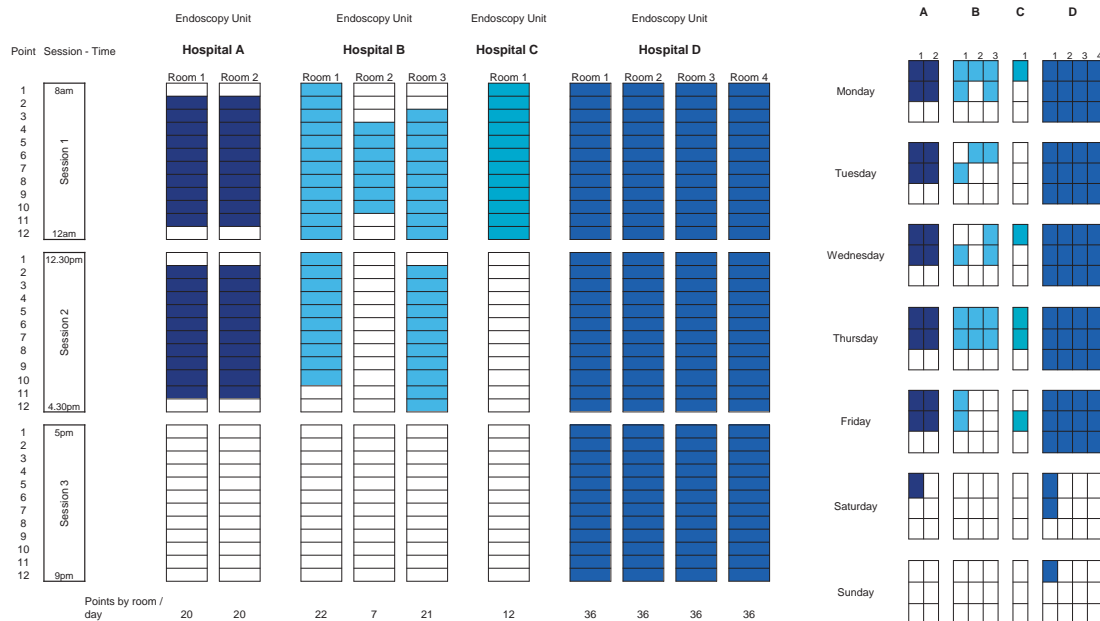 Endoscopy Unit Endoscopy Unit Endoscopy Unit Endoscopy Unit
A B C D
Point Session - Time Hospital A Hospital B Hospital C Hospital D
1 2 1 2 3 1 1 2 3 4
Room 1 Room 2 Room 1 Room 2 Room 3 Room 1 Room 1 Room 2 Room 3 Room 4
1 8am
2
Monday
3
4
5
6
7
8
9
10
11
12 12am
Session 1
Tuesday
1 12.30pm
2
3
4
5
6
7
8
9
10
11
12 4.30pm
Session 2
Wednesday
Thursday
Friday
1 5pm
2
3
4
5
6
7
8
9
10
11
12 9pm
Session 3
Saturday
Sunday
Points by room /
day 20 20 22 7 21 12 36 36 36 36